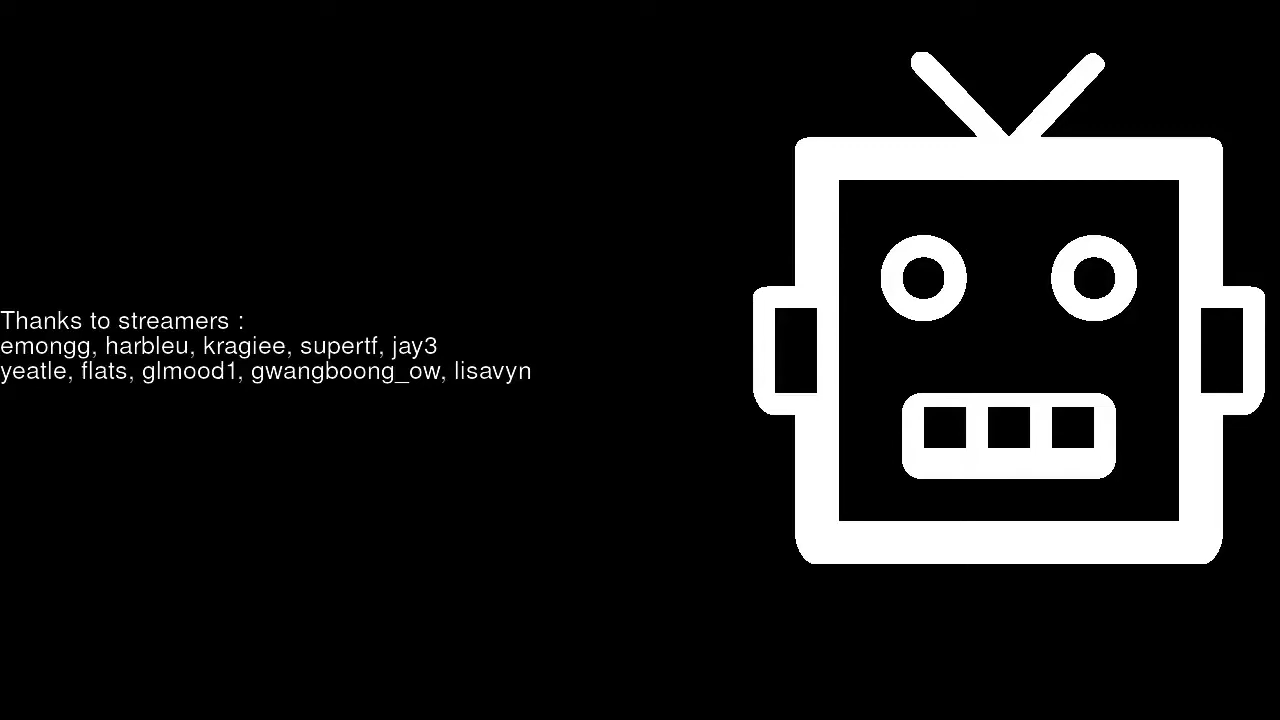 Thanks to streamers :
emongg, harbleu, kragiee, supertf, jay3
yeatle, flats, glmood1, gwangboong_ow, lisavyn